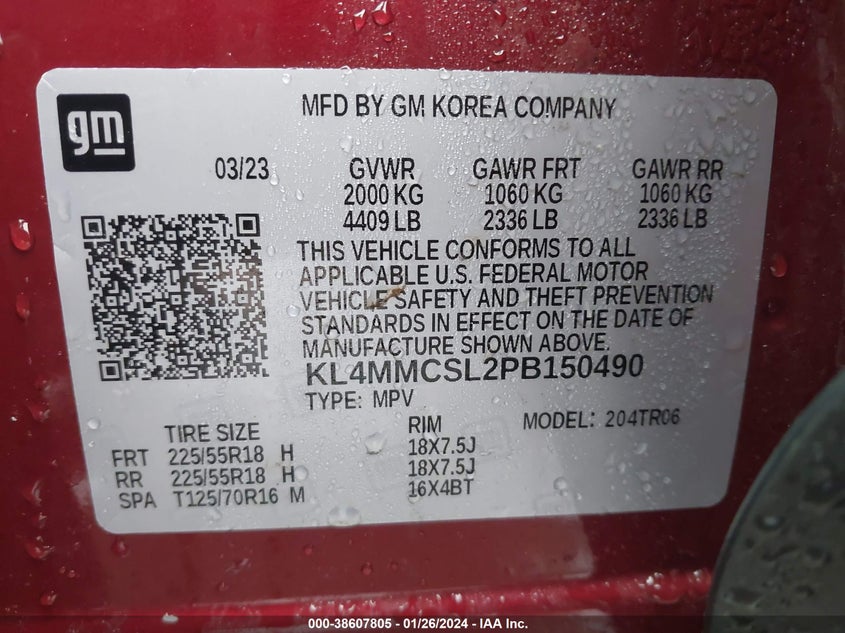 gm
MFD BY GM KOREA COMPANY
03/23 GVWR GAWR FRT GAWR RR
2000 KG 1060 KG 1060 KG
4409 LB 2336 LB 2336 LB
THIS VEHICLE CONFORMS TO ALL
APPLICABLE U.S. FEDERAL MOTOR
VEHICLE SAFETY AND THEFT PREVENTION
STANDARDS IN EFFECT ON THE DATE OF
MANUFACTURE SHOWN ABOVE.
KL4MMCSL2PB150490
TYPE: MPV
TIRE SIZE RIM MODEL: 204TR06
FRT 225/55R18 H 18X7.5J
RR 225/55R18 H 18X7.5J
SPA T125/70R16 M 16X4BT
000-38607805 - 01/26/2024 - IAA Inc.